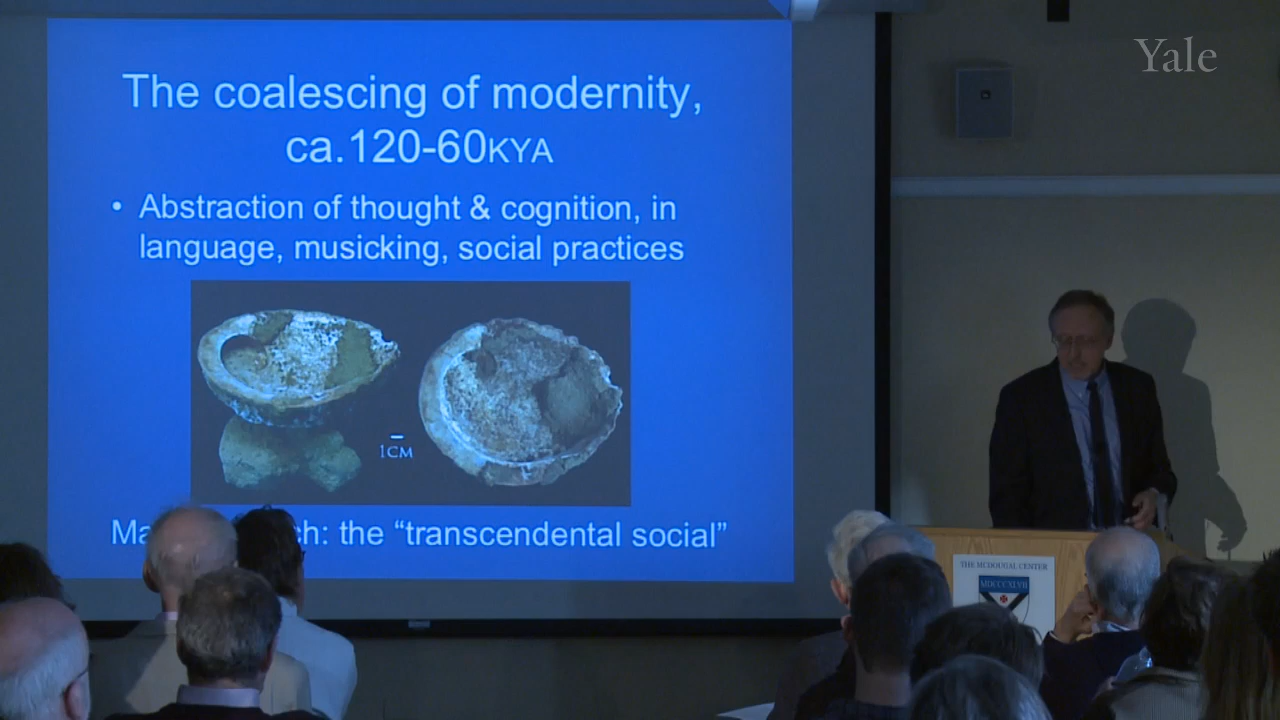 Yale
The coalescing of modernity,
ca.120-60KYA
• Abstraction of thought & cognition, in
language, musicking, social practices
1CM
the “transcendental social”
THE MCDOUGAL CENTER
MDCCCXLVII